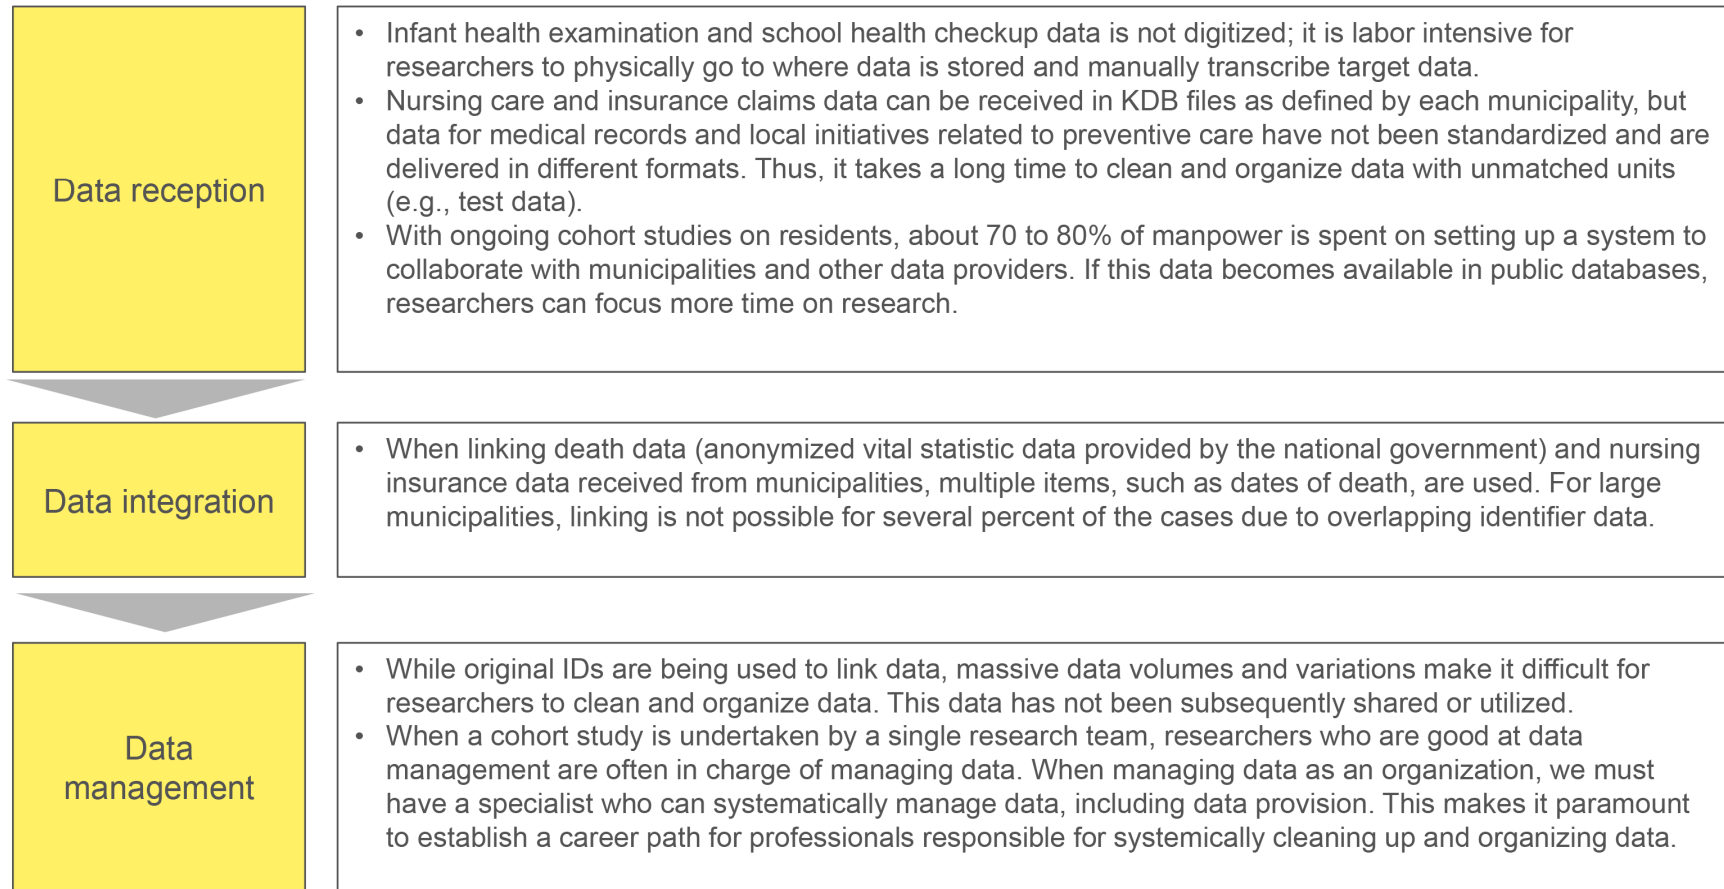 Data reception
• Infant health examination and school health checkup data is not digitized; it is labor intensive for
researchers to physically go to where data is stored and manually transcribe target data.
• Nursing care and insurance claims data can be received in KDB files as defined by each municipality, but
data for medical records and local initiatives related to preventive care have not been standardized and are
delivered in different formats. Thus, it takes a long time to clean and organize data with unmatched units
(e.g., test data).
• With ongoing cohort studies on residents, about 70 to 80% of manpower is spent on setting up a system to
collaborate with municipalities and other data providers. If this data becomes available in public databases,
researchers can focus more time on research.
Data integration
• When linking death data (anonymized vital statistic data provided by the national government) and nursing
insurance data received from municipalities, multiple items, such as dates of death, are used. For large
municipalities, linking is not possible for several percent of the cases due to overlapping identifier data.
Data
management
• While original IDs are being used to link data, massive data volumes and variations make it difficult for
researchers to clean and organize data. This data has not been subsequently shared or utilized.
• When a cohort study is undertaken by a single research team, researchers who are good at data
management are often in charge of managing data. When managing data as an organization, we must
have a specialist who can systematically manage data, including data provision. This makes it paramount
to establish a career path for professionals responsible for systemically cleaning up and organizing data.